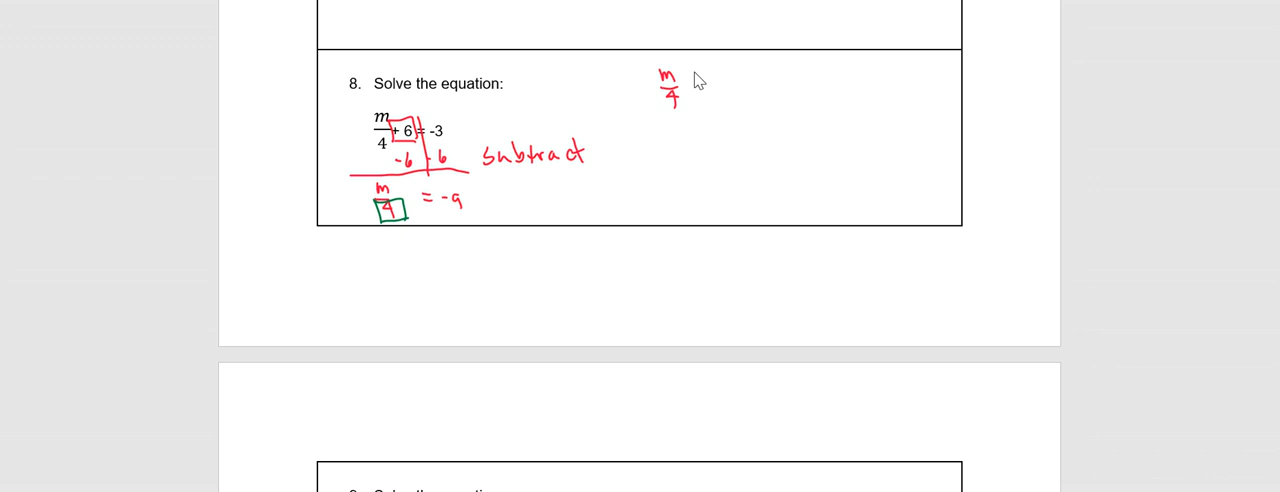 8. Solve the equation:
m
4
+ 6 = -3
-6 - 6 subtract
m
4
= -9
m
4